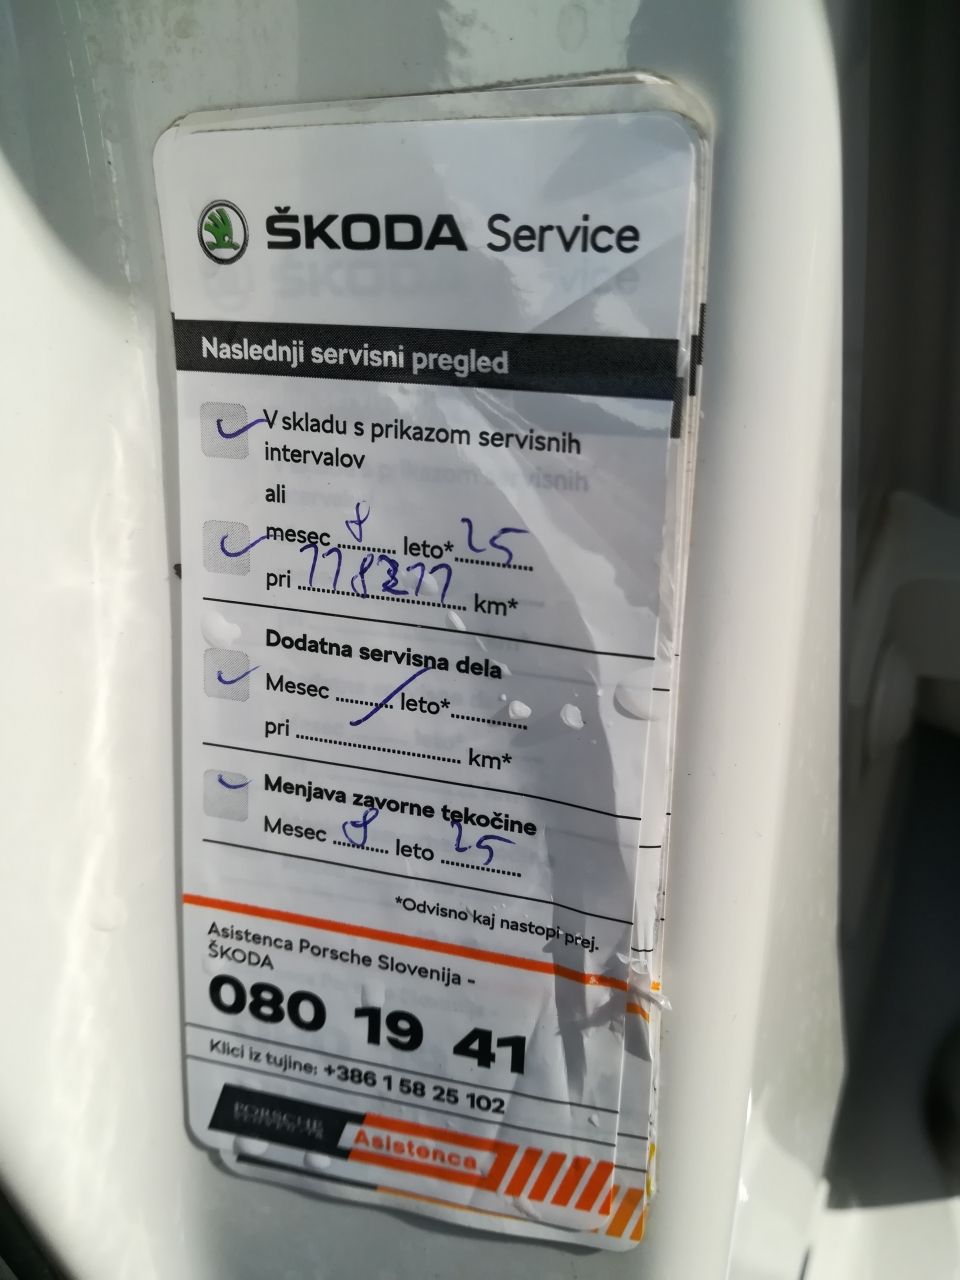 ŠKODA Service
Naslednji servisni pregled
V skladu s prikazom servisnih
intervalov
ali
mesec 8 leto* 25
pri 118211 km*
Dodatna servisna dela
Mesec ........... leto*..............
pri ................................ km*
Menjava zavorne tekočine
Mesec 8 leto 25
*Odvisno kaj nastopi prej.
Asistenca Porsche Slovenija -
ŠKODA
080 19 41
Klici iz tujine: +386 1 58 25 102
PORSCHE
Asistenca